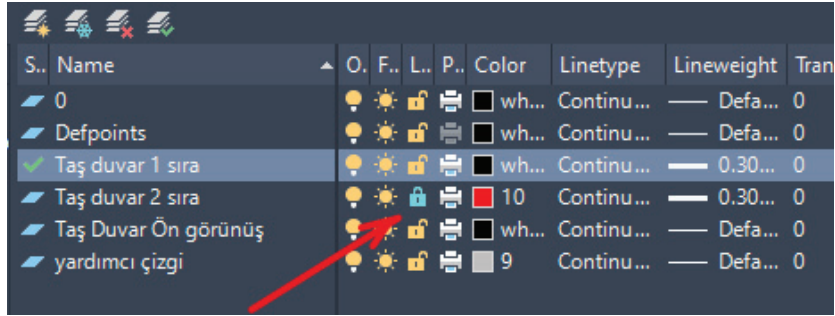 S.. Name O. F.. L.. P.. Color Linetype Lineweight Tran
0 wh... Continu... Defa... 0
Defpoints wh... Continu... Defa... 0
Taş duvar 1 sıra wh... Continu... 0.30... 0
Taş duvar 2 sıra 10 Continu... 0.30... 0
Taş Duvar Ön görünüş wh... Continu... Defa... 0
yardımcı çizgi 9 Continu... Defa... 0